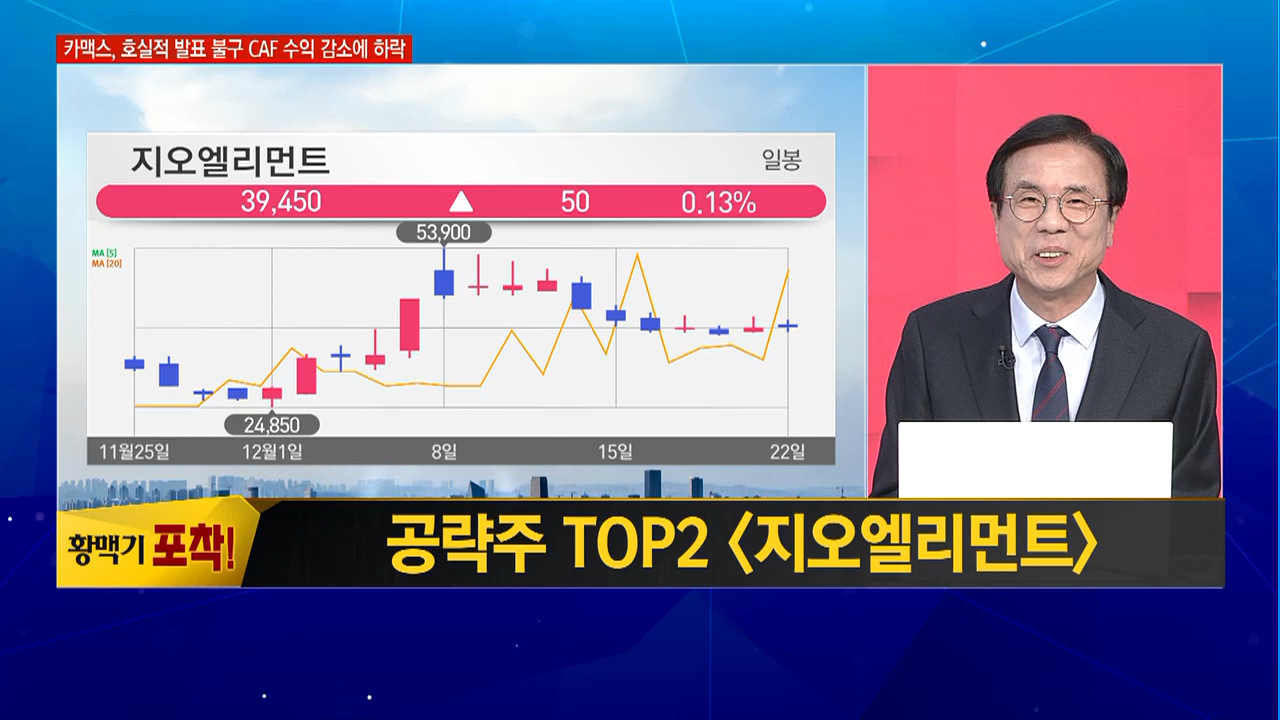 카맥스, 호실적 발표 불구 CAF 수익 감소에 하락
지오엘리먼트
일봉
39,450 ▲ 50 0.13%
53,900
MA [5]
MA [20]
24,850
11월25일 12월1일 8일 15일 22일
황맥기 포착!
공략주 TOP2 〈지오엘리먼트〉